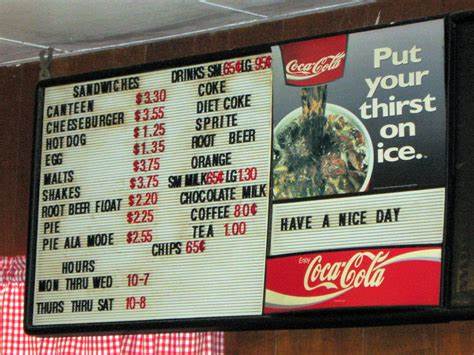 SANDWICHES
CANTEEN $3.30
CHEESEBURGER $3.55
HOT DOG $1.25
EGG $1.35
MALTS $3.75
SHAKES $3.75
ROOT BEER FLOAT $2.20
PIE $2.25
PIE ALA MODE $2.55
HOURS
MON THRU WED 10-7
THURS THRU SAT 10-8
DRINKS SM 65¢ LG 95¢
COKE
DIET COKE
SPRITE
ROOT BEER
ORANGE
SM MILK 65¢ LG 1.30
CHOCOLATE MILK
COFFEE 80¢
TEA 1.00
CHIPS 65¢
Coca-Cola
Put
your
thirst
on
ice.
HAVE A NICE DAY
Enjoy
Coca-Cola